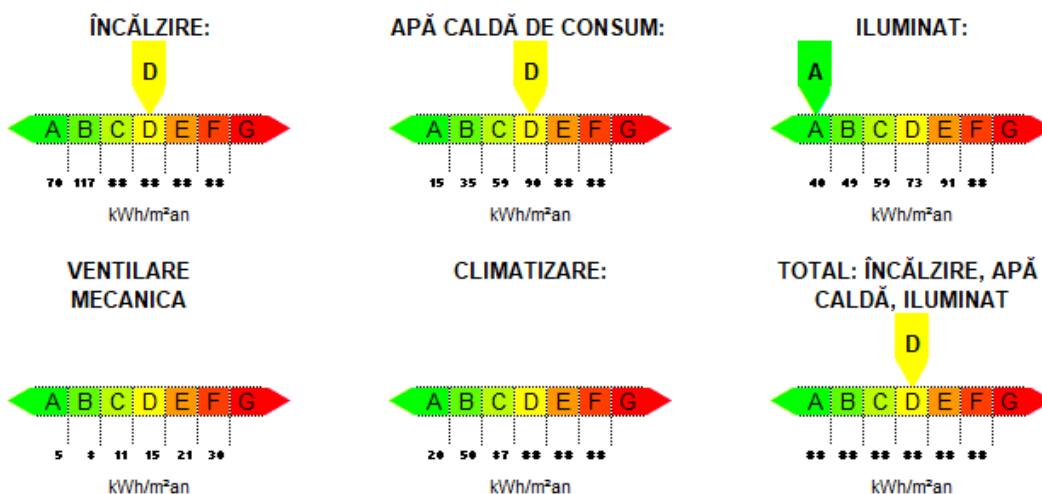 ÎNCĂLZIRE:
D
A B C D E F G
70 117 ## ## ## ##
kWh/m²an
APĂ CALDĂ DE CONSUM:
D
A B C D E F G
15 35 59 90 ## ##
kWh/m²an
ILUMINAT:
A
A B C D E F G
40 49 59 73 91 ##
kWh/m²an
VENTILARE
MECANICA
A B C D E F G
5 8 11 15 21 30
kWh/m²an
CLIMATIZARE:
A B C D E F G
20 50 87 ## ## ##
kWh/m²an
TOTAL: ÎNCĂLZIRE, APĂ
CALDĂ, ILUMINAT
D
A B C D E F G
## ## ## ## ## ##
kWh/m²an